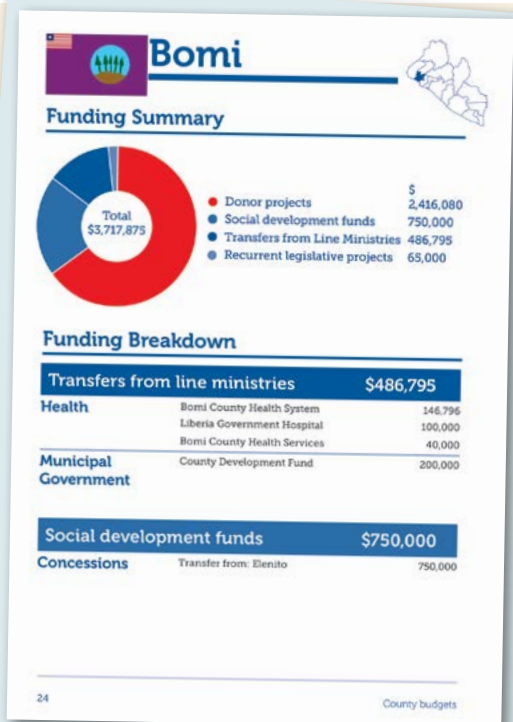 Bomi
Funding Summary
Total
$3,717,875
$
Donor projects 2,416,080
Social development funds 750,000
Transfers from Line Ministries 486,795
Recurrent legislative projects 65,000
Funding Breakdown
Transfers from line ministries $486,795
Health Bomi County Health System 146,796
Liberia Government Hospital 100,000
Bomi County Health Services 40,000
Municipal County Development Fund 200,000
Government
Social development funds $750,000
Concessions Transfer from: Elenito 750,000
24 County budgets